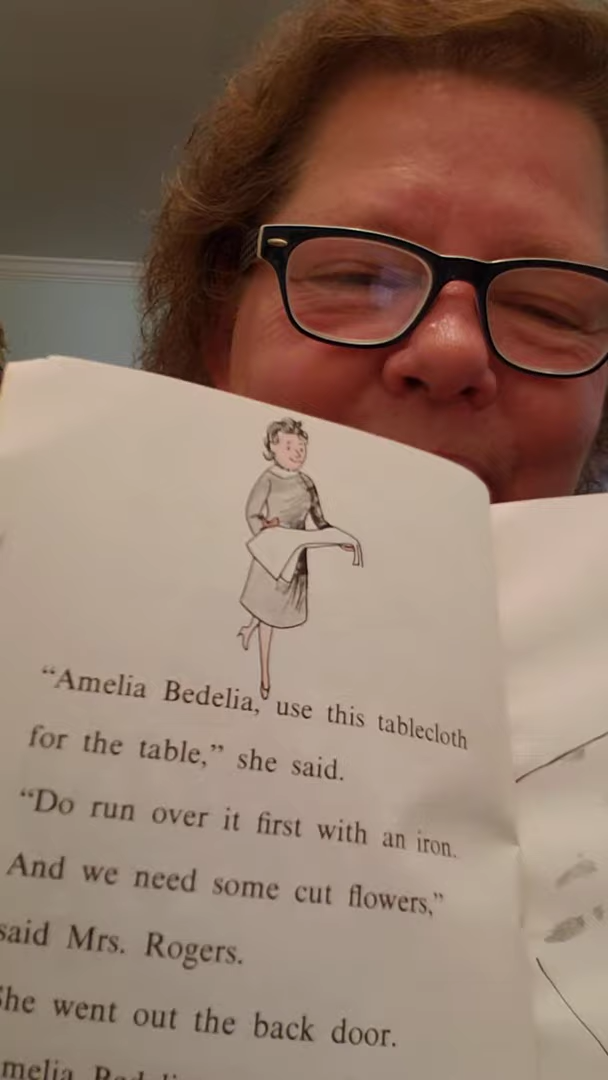 “Amelia Bedelia, use this tablecloth
for the table,” she said.
“Do run over it first with an iron.
And we need some cut flowers,”
said Mrs. Rogers.
She went out the back door.